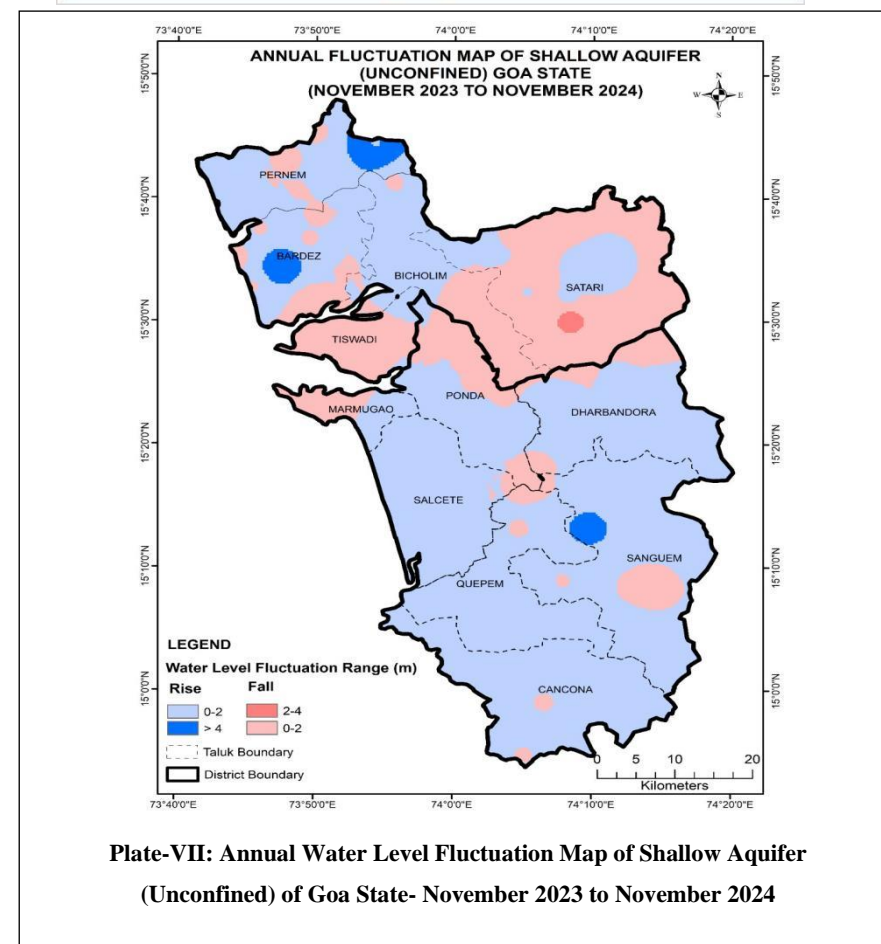 73°40'0"E 73°50'0"E 74°0'0"E 74°10'0"E 74°20'0"E
ANNUAL FLUCTUATION MAP OF SHALLOW AQUIFER
(UNCONFINED) GOA STATE
(NOVEMBER 2023 TO NOVEMBER 2024)
N
W E
S
15°50'0"N 15°50'0"N
PERNEM
15°40'0"N 15°40'0"N
BARDEZ
BICHOLIM
SATARI
15°30'0"N 15°30'0"N
TISWADI
PONDA
MARMUGAO
DHARBANDORA
15°20'0"N 15°20'0"N
SALCETE
SANGUEM
15°10'0"N 15°10'0"N
QUEPEM
CANCONA
15°0'0"N 15°0'0"N
LEGEND
Water Level Fluctuation Range (m)
Rise Fall
0-2 2-4
> 4 0-2
Taluk Boundary
District Boundary
0 5 10 20
Kilometers
73°40'0"E 73°50'0"E 74°0'0"E 74°10'0"E 74°20'0"E
Plate-VII: Annual Water Level Fluctuation Map of Shallow Aquifer
(Unconfined) of Goa State- November 2023 to November 2024